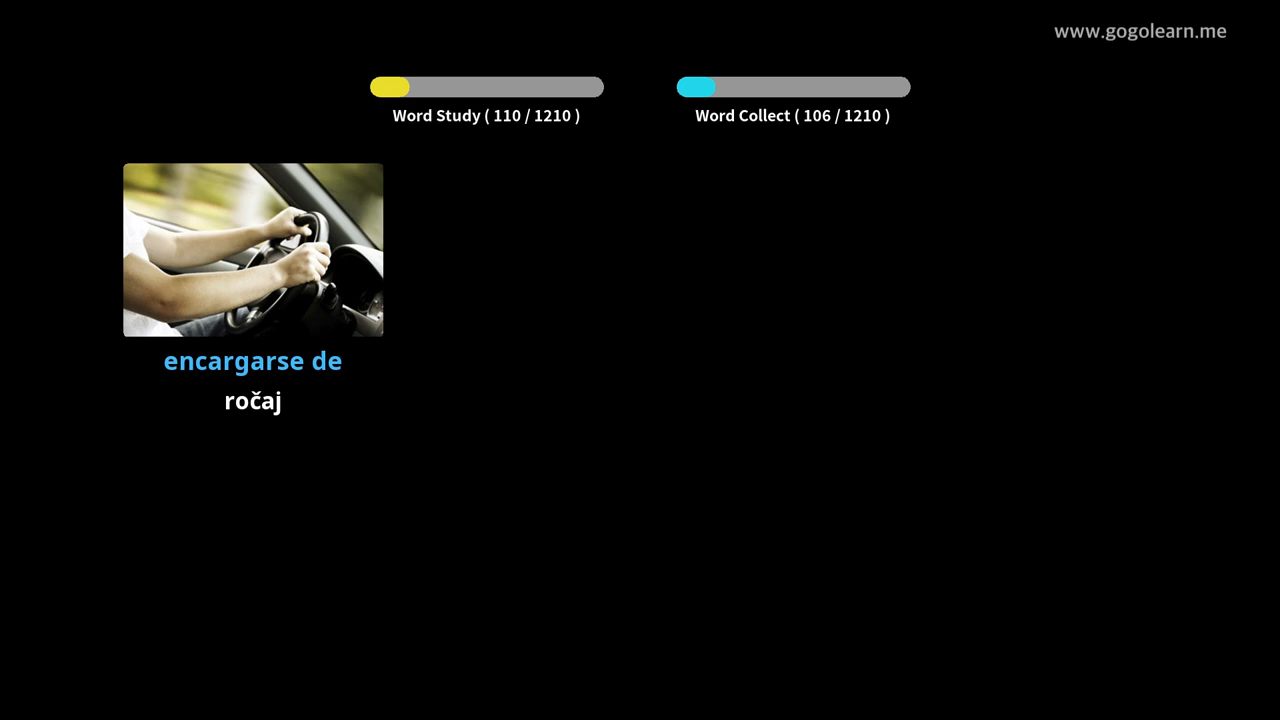 www.gogolearn.me
Word Study ( 110 / 1210 )
Word Collect ( 106 / 1210 )
encargarse de
ročaj